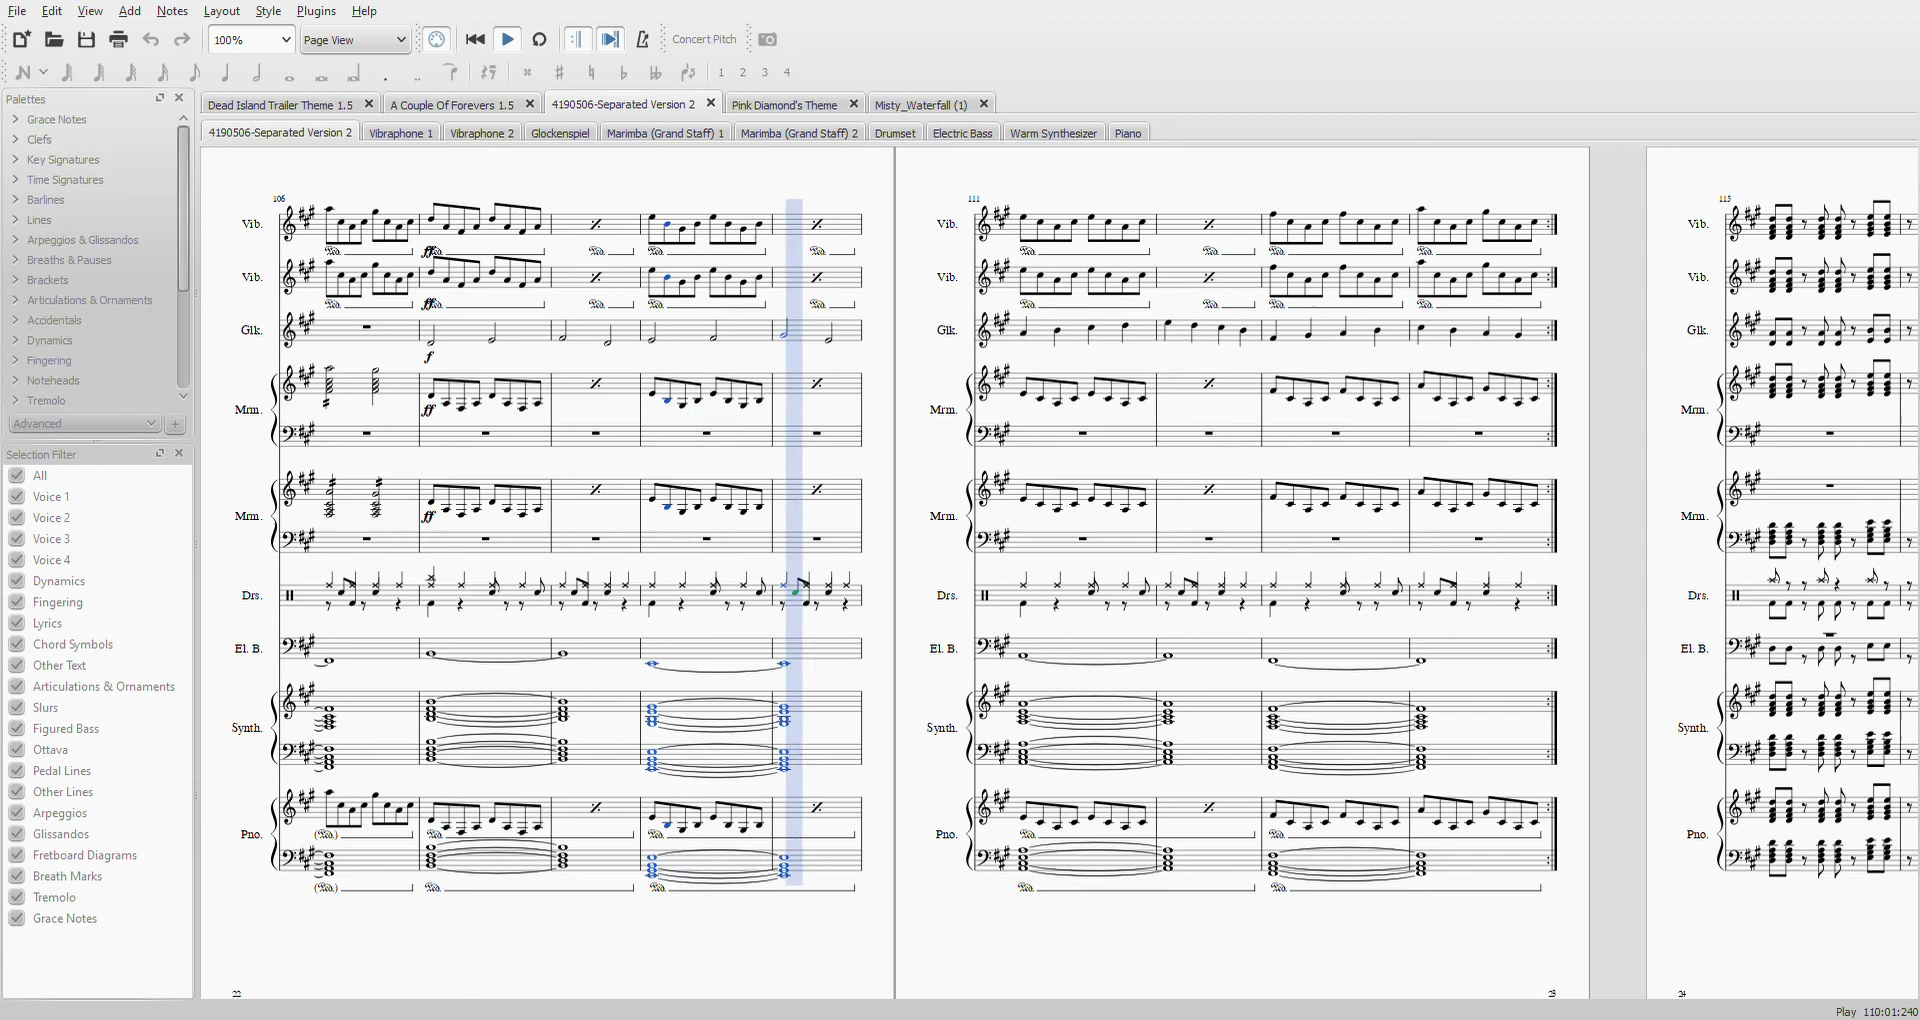 File Edit View Add Notes Layout Style Plugins Help
100% Page View Concert Pitch
1 2 3 4
Palettes
Dead Island Trailer Theme 1.5 A Couple Of Forevers 1.5 4190506-Separated Version 2 Pink Diamond's Theme Misty_Waterfall (1)
4190506-Separated Version 2 Vibraphone 1 Vibraphone 2 Glockenspiel Marimba (Grand Staff) 1 Marimba (Grand Staff) 2 Drumset Electric Bass Warm Synthesizer Piano
Grace Notes
Clefs
Key Signatures
Time Signatures
Barlines
Lines
Arpeggios & Glissandos
Breaths & Pauses
Brackets
Articulations & Ornaments
Accidentals
Dynamics
Fingering
Noteheads
Tremolo
Advanced +
Selection Filter
All
Voice 1
Voice 2
Voice 3
Voice 4
Dynamics
Fingering
Lyrics
Chord Symbols
Other Text
Articulations & Ornaments
Slurs
Figured Bass
Ottava
Pedal Lines
Other Lines
Arpeggios
Glissandos
Fretboard Diagrams
Breath Marks
Tremolo
Grace Notes
106
Vib.
ff
Vib.
ff
Glk.
f
Mrm.
ff
Mrm.
ff
Drs.
El. B.
Synth.
Pno.
22
111
Vib.
Vib.
Glk.
Mrm.
Mrm.
Drs.
El. B.
Synth.
Pno.
23
115
Vib.
Vib.
Glk.
Mrm.
Mrm.
Drs.
El. B.
Synth.
Pno.
24
Play 110:01:240